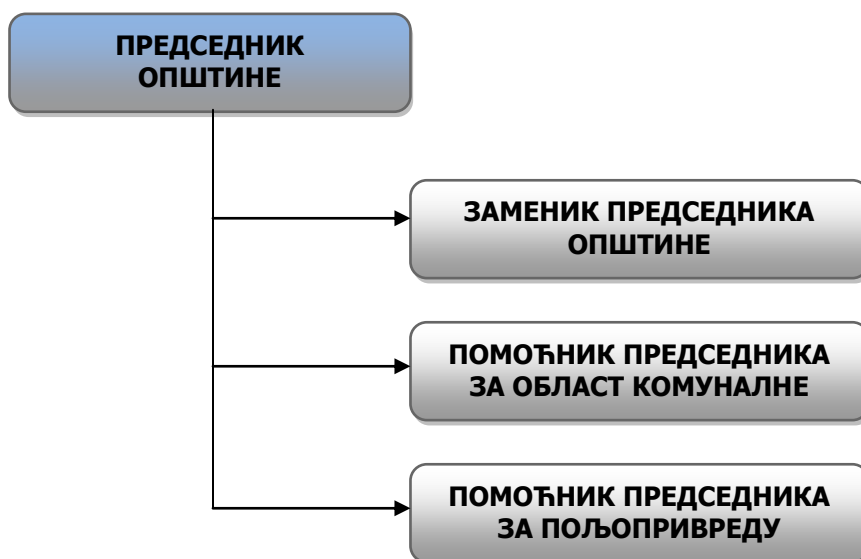 ПРЕДСЕДНИК
ОПШТИНЕ
ЗАМЕНИК ПРЕДСЕДНИКА
ОПШТИНЕ
ПОМОЋНИК ПРЕДСЕДНИКА
ЗА ОБЛАСТ КОМУНАЛНЕ
ПОМОЋНИК ПРЕДСЕДНИКА
ЗА ПОЉОПРИВРЕДУ